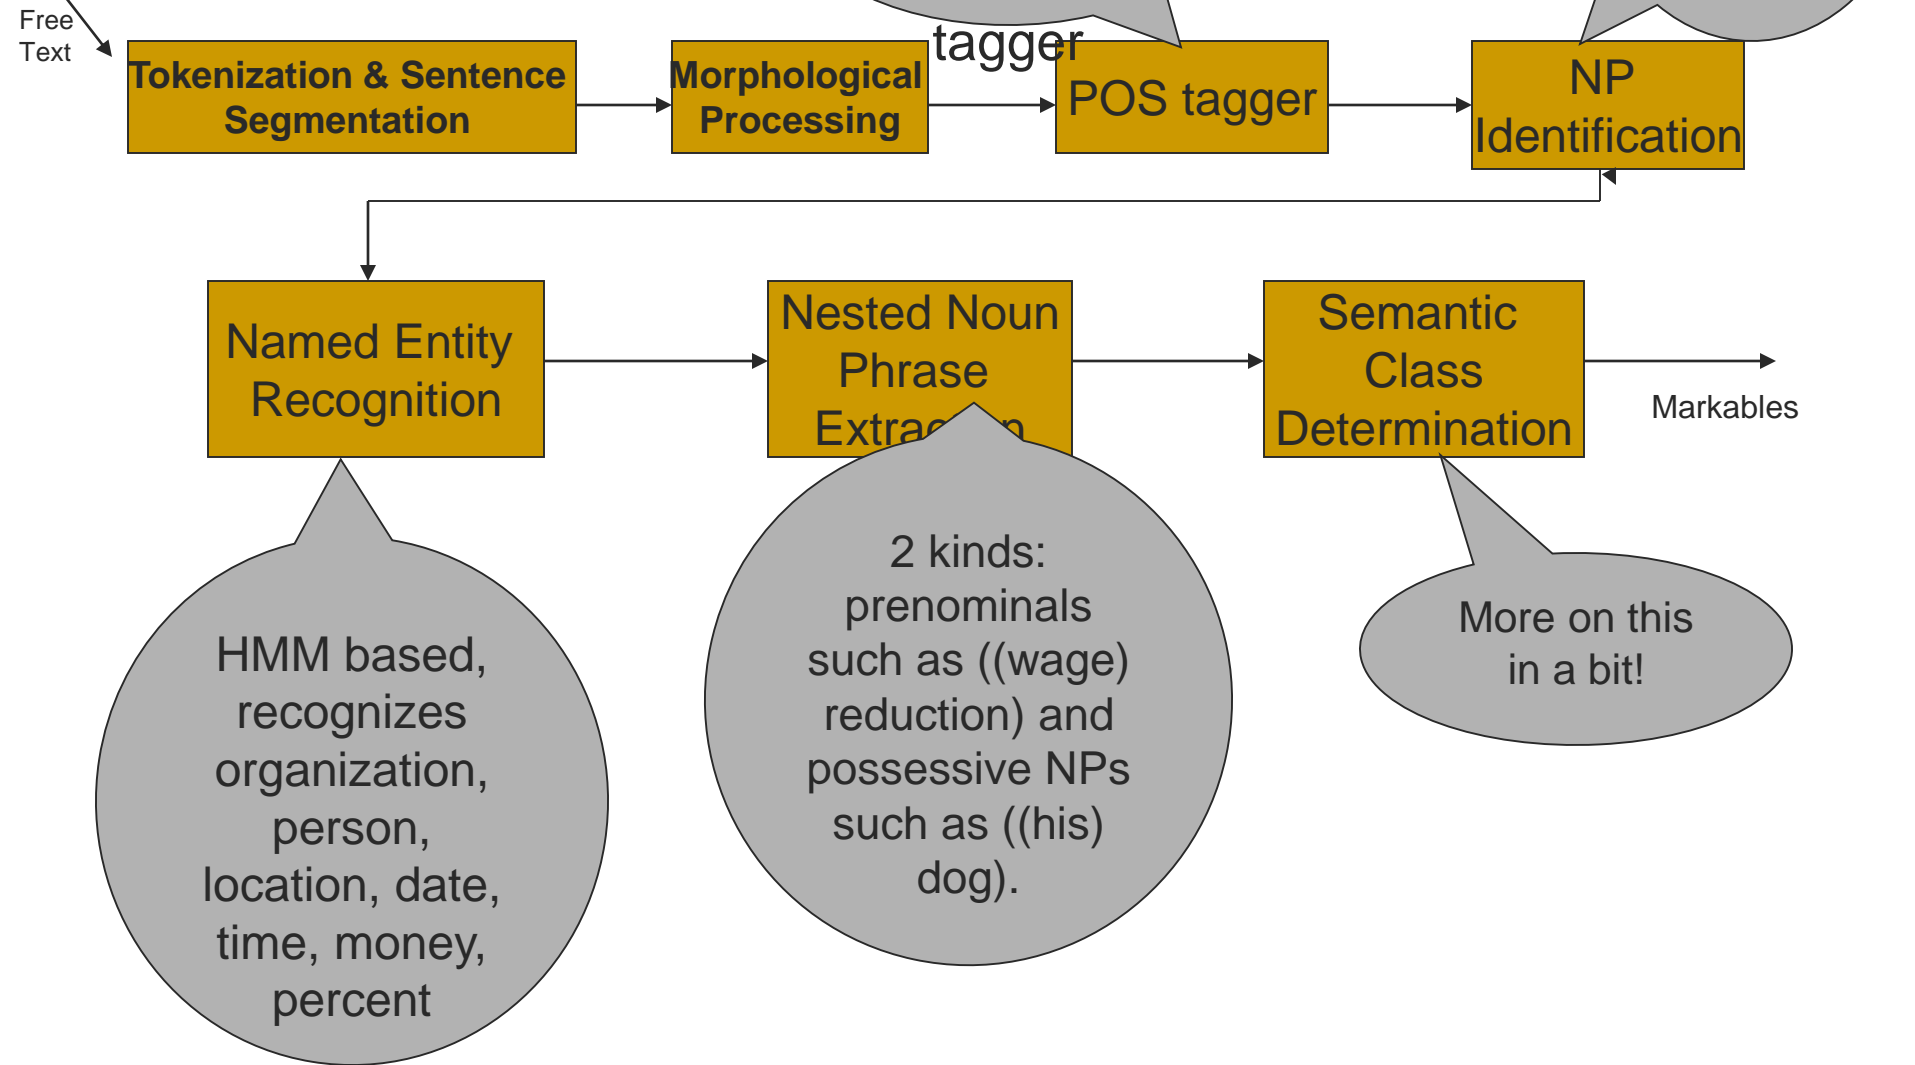 Free
Text
tagger
Tokenization & Sentence
Segmentation
Morphological
Processing
POS tagger
NP
Identification
Named Entity
Recognition
Nested Noun
Phrase
Semantic
Class
Determination
Markables
HMM based,
recognizes
organization,
person,
location, date,
time, money,
percent
2 kinds:
prenominals
such as ((wage)
reduction) and
possessive NPs
such as ((his)
dog).
More on this
in a bit!